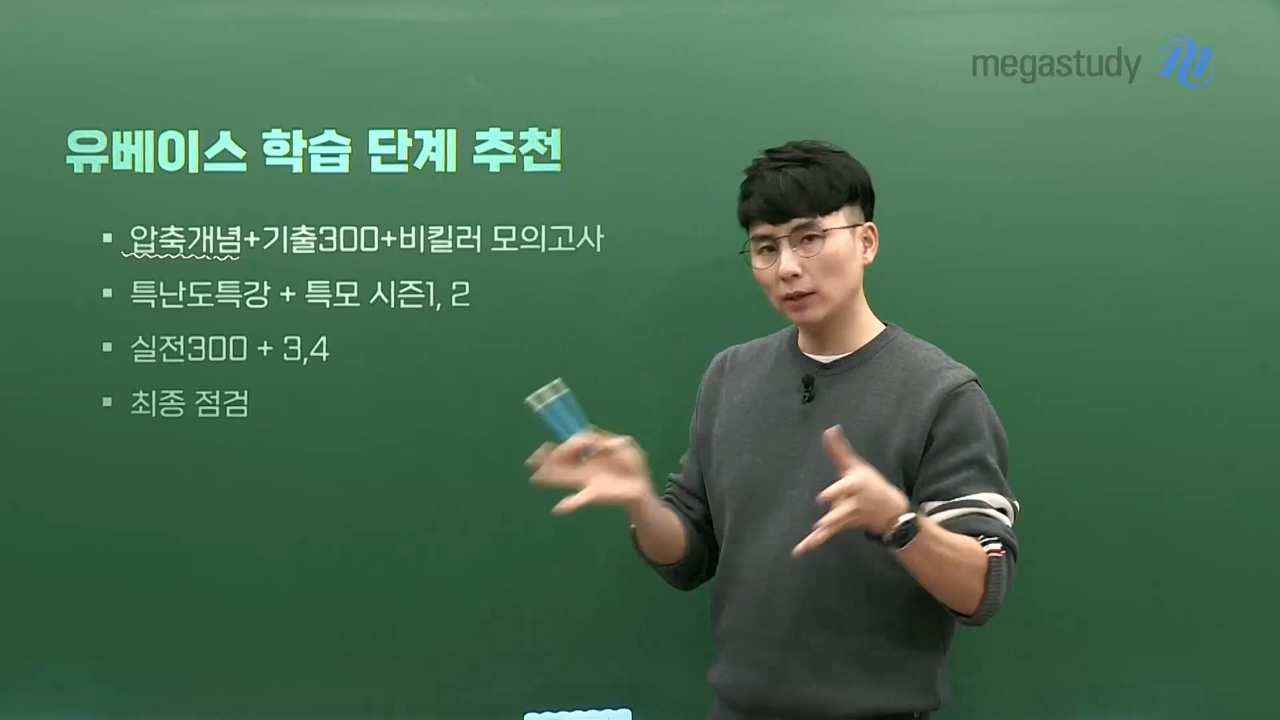 megastudy
유베이스 학습 단계 추천
압축개념+기출300+비킬러 모의고사
특난도특강 + 특모 시즌1, 2
실전300 + 3,4
최종 점검